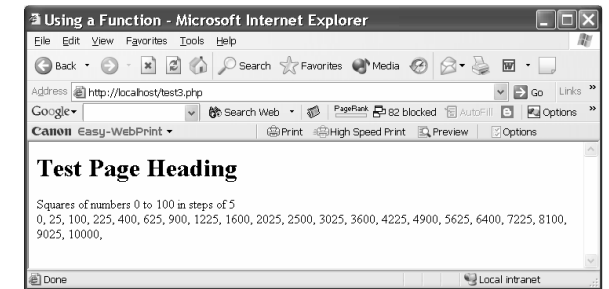 Using a Function - Microsoft Internet Explorer
File Edit View Favorites Tools Help
Back Search Favorites Media
Address http://localhost/test3.php Go Links »
Google Search Web PageRank 82 blocked AutoFill Options »
Canon Easy-WebPrint Print High Speed Print Preview Options
Test Page Heading
Squares of numbers 0 to 100 in steps of 5
0, 25, 100, 225, 400, 625, 900, 1225, 1600, 2025, 2500, 3025, 3600, 4225, 4900, 5625, 6400, 7225, 8100,
9025, 10000,
Done Local intranet